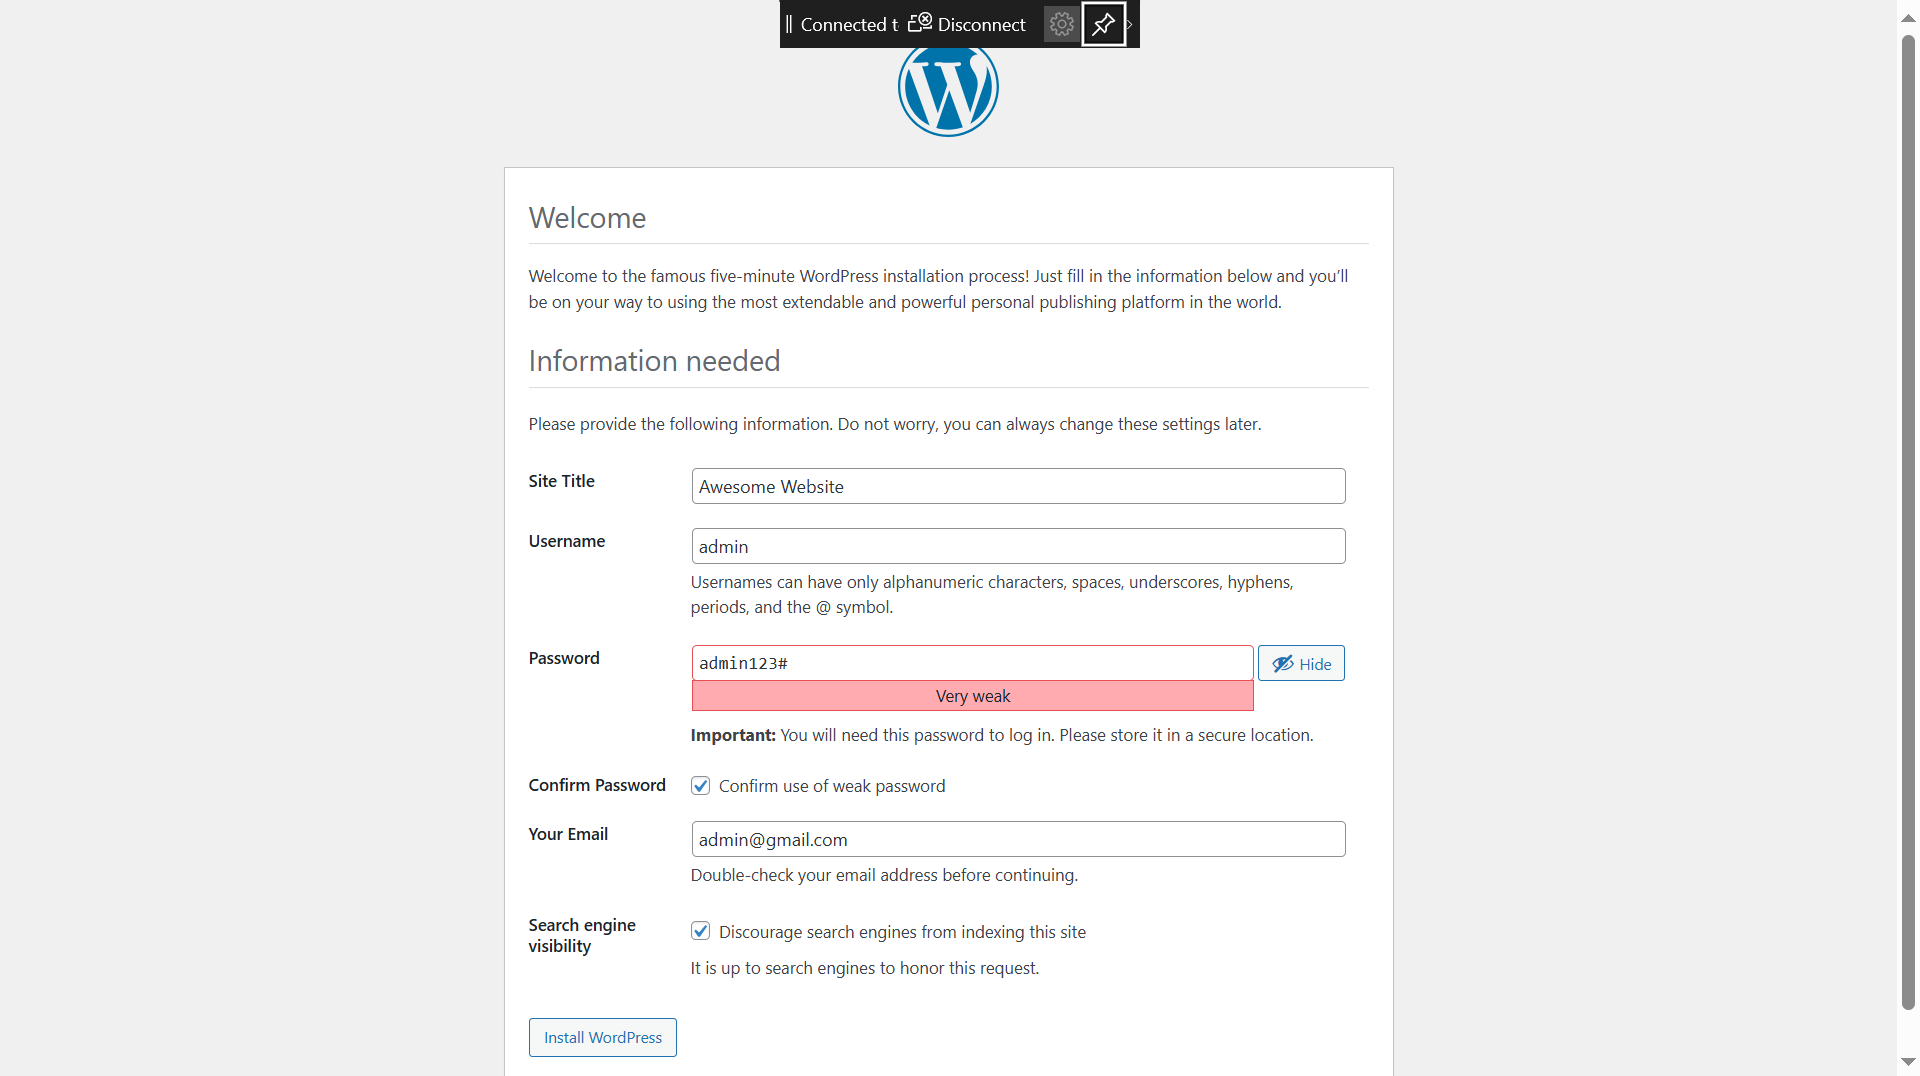 Connected t Disconnect
Welcome
Welcome to the famous five-minute WordPress installation process! Just fill in the information below and you’ll
be on your way to using the most extendable and powerful personal publishing platform in the world.
Information needed
Please provide the following information. Do not worry, you can always change these settings later.
Site Title
Awesome Website
Username
admin
Usernames can have only alphanumeric characters, spaces, underscores, hyphens,
periods, and the @ symbol.
Password
admin123#
Hide
Very weak
Important: You will need this password to log in. Please store it in a secure location.
Confirm Password
Confirm use of weak password
Your Email
admin@gmail.com
Double-check your email address before continuing.
Search engine
visibility
Discourage search engines from indexing this site
It is up to search engines to honor this request.
Install WordPress